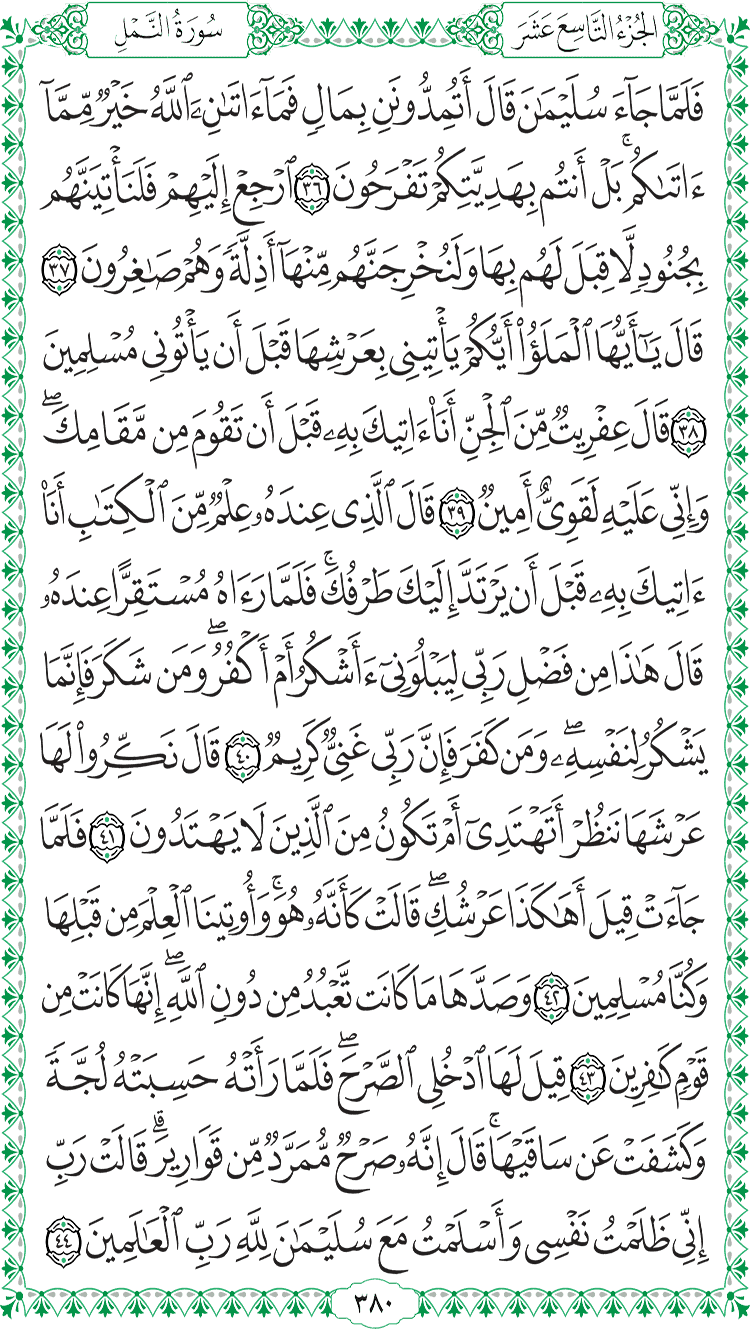 الجُزْءُ التَّاسِعَ عَشَرَ
سُورَةُ النَّمْلِ
فَلَمَّا جَآءَ سُلَيْمَـٰنَ قَالَ أَتُمِدُّونَنِ بِمَالٍ فَمَآ ءَاتَىٰنِۦَ ٱللَّهُ خَيْرٌ مِّمَّآ
ءَاتَىٰكُمۚ بَلْ أَنتُم بِهَدِيَّتِكُمْ تَفْرَحُونَ ٣٦ ٱرْجِعْ إِلَيْهِمْ فَلَنَأْتِيَنَّهُم
بِجُنُودٍ لَّا قِبَلَ لَهُم بِهَا وَلَنُخْرِجَنَّهُم مِّنْهَآ أَذِلَّةً وَهُمْ صَـٰغِرُونَ ٣٧
قَالَ يَـٰٓأَيُّهَا ٱلْمَلَؤُا۟ أَيُّكُمْ يَأْتِينِى بِعَرْشِهَا قَبْلَ أَن يَأْتُونِى مُسْلِمِينَ
٣٨ قَالَ عِفْرِيتٌ مِّنَ ٱلْجِنِّ أَنَا۠ ءَاتِيكَ بِهِۦ قَبْلَ أَن تَقُومَ مِن مَّقَامِكَۖ
وَإِنِّى عَلَيْهِ لَقَوِىٌّ أَمِينٌ ٣٩ قَالَ ٱلَّذِى عِندَهُۥ عِلْمٌ مِّنَ ٱلْكِتَـٰبِ أَنَا۠
ءَاتِيكَ بِهِۦ قَبْلَ أَن يَرْتَدَّ إِلَيْكَ طَرْفُكَۚ فَلَمَّا رَءَاهُ مُسْتَقِرًّا عِندَهُۥ
قَالَ هَـٰذَا مِن فَضْلِ رَبِّى لِيَبْلُوَنِىٓ ءَأَشْكُرُ أَمْ أَكْفُرُۖ وَمَن شَكَرَ فَإِنَّمَا
يَشْكُرُ لِنَفْسِهِۦۖ وَمَن كَفَرَ فَإِنَّ رَبِّى غَنِىٌّ كَرِيمٌ ٤٠ قَالَ نَكِّرُوا۟ لَهَا
عَرْشَهَا نَنظُرْ أَتَهْتَدِىٓ أَمْ تَكُونُ مِنَ ٱلَّذِينَ لَا يَهْتَدُونَ ٤١ فَلَمَّا
جَآءَتْ قِيلَ أَهَـٰكَذَا عَرْشُكِۖ قَالَتْ كَأَنَّهُۥ هُوَۚ وَأُوتِينَا ٱلْعِلْمَ مِن قَبْلِهَا
وَكُنَّا مُسْلِمِينَ ٤٢ وَصَدَّهَا مَا كَانَت تَّعْبُدُ مِن دُونِ ٱللَّهِۖ إِنَّهَا كَانَتْ مِن
قَوْمٍ كَـٰفِرِينَ ٤٣ قِيلَ لَهَا ٱدْخُلِى ٱلصَّرْحَۖ فَلَمَّا رَأَتْهُ حَسِبَتْهُ لُجَّةً
وَكَشَفَتْ عَن سَاقَيْهَاۚ قَالَ إِنَّهُۥ صَرْحٌ مُّمَرَّدٌ مِّن قَوَارِيرَۗ قَالَتْ رَبِّ
إِنِّى ظَلَمْتُ نَفْسِى وَأَسْلَمْتُ مَعَ سُلَيْمَـٰنَ لِلَّهِ رَبِّ ٱلْعَـٰلَمِينَ ٤٤
٣٨٠